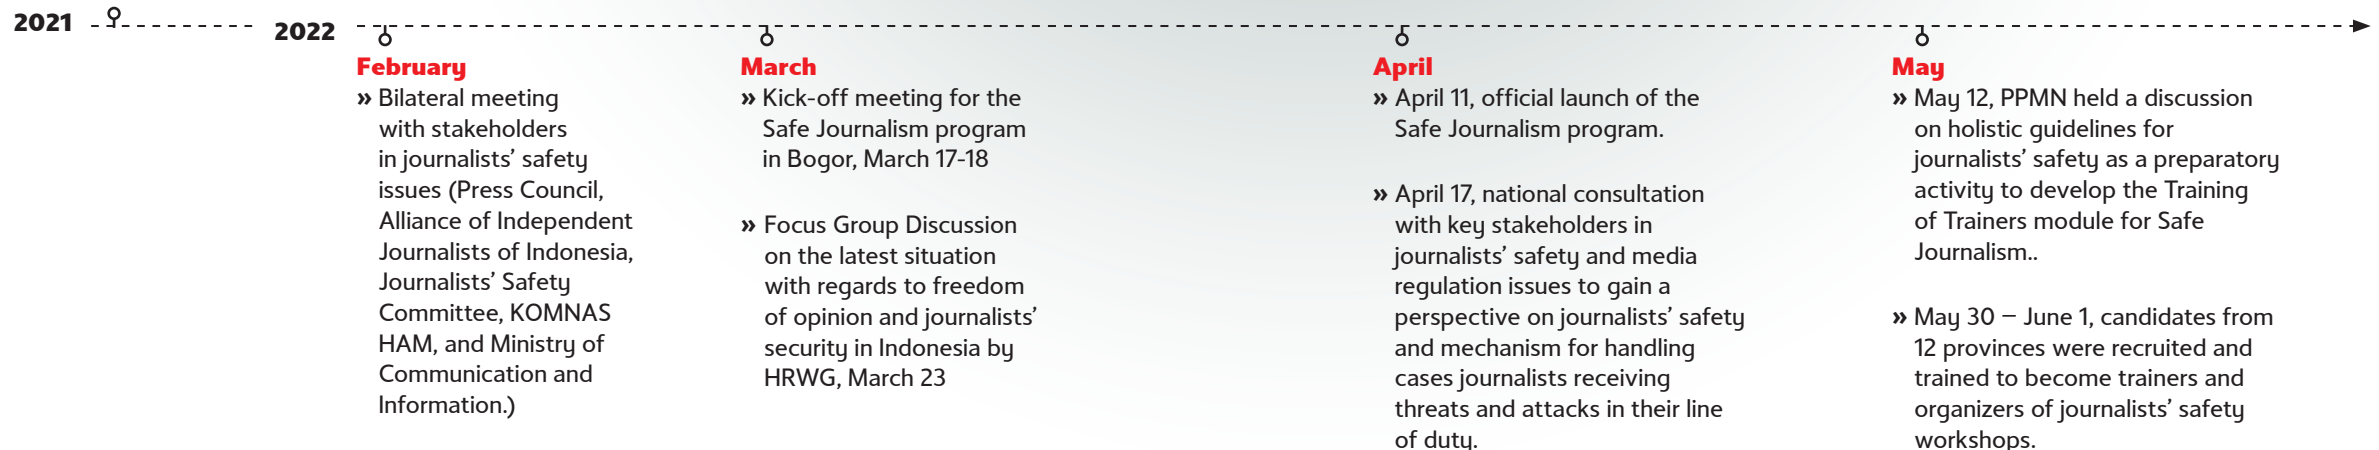 2021
2022
February
» Bilateral meeting
with stakeholders
in journalists’ safety
issues (Press Council,
Alliance of Independent
Journalists of Indonesia,
Journalists’ Safety
Committee, KOMNAS
HAM, and Ministry of
Communication and
Information.)
March
» Kick-off meeting for the
Safe Journalism program
in Bogor, March 17-18
» Focus Group Discussion
on the latest situation
with regards to freedom
of opinion and journalists’
security in Indonesia by
HRWG, March 23
April
» April 11, official launch of the
Safe Journalism program.
» April 17, national consultation
with key stakeholders in
journalists’ safety and media
regulation issues to gain a
perspective on journalists’ safety
and mechanism for handling
cases journalists receiving
threats and attacks in their line
of duty.
May
» May 12, PPMN held a discussion
on holistic guidelines for
journalists’ safety as a preparatory
activity to develop the Training
of Trainers module for Safe
Journalism..
» May 30 – June 1, candidates from
12 provinces were recruited and
trained to become trainers and
organizers of journalists’ safety
workshops.